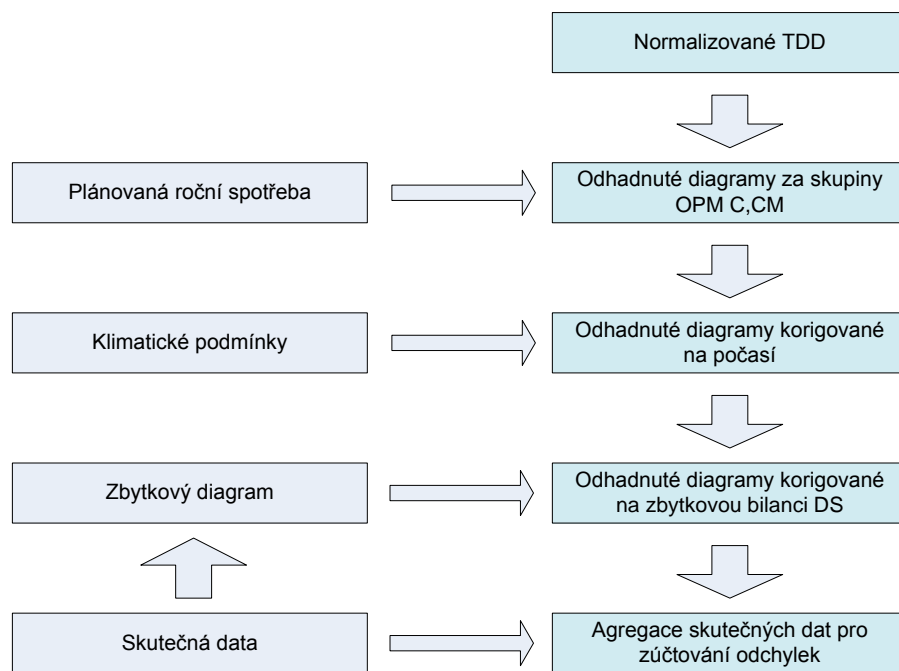 Normalizované TDD
Plánovaná roční spotřeba
Odhadnuté diagramy za skupiny
OPM C,CM
Klimatické podmínky
Odhadnuté diagramy korigované
na počasí
Zbytkový diagram
Odhadnuté diagramy korigované
na zbytkovou bilanci DS
Skutečná data
Agregace skutečných dat pro
zúčtování odchylek